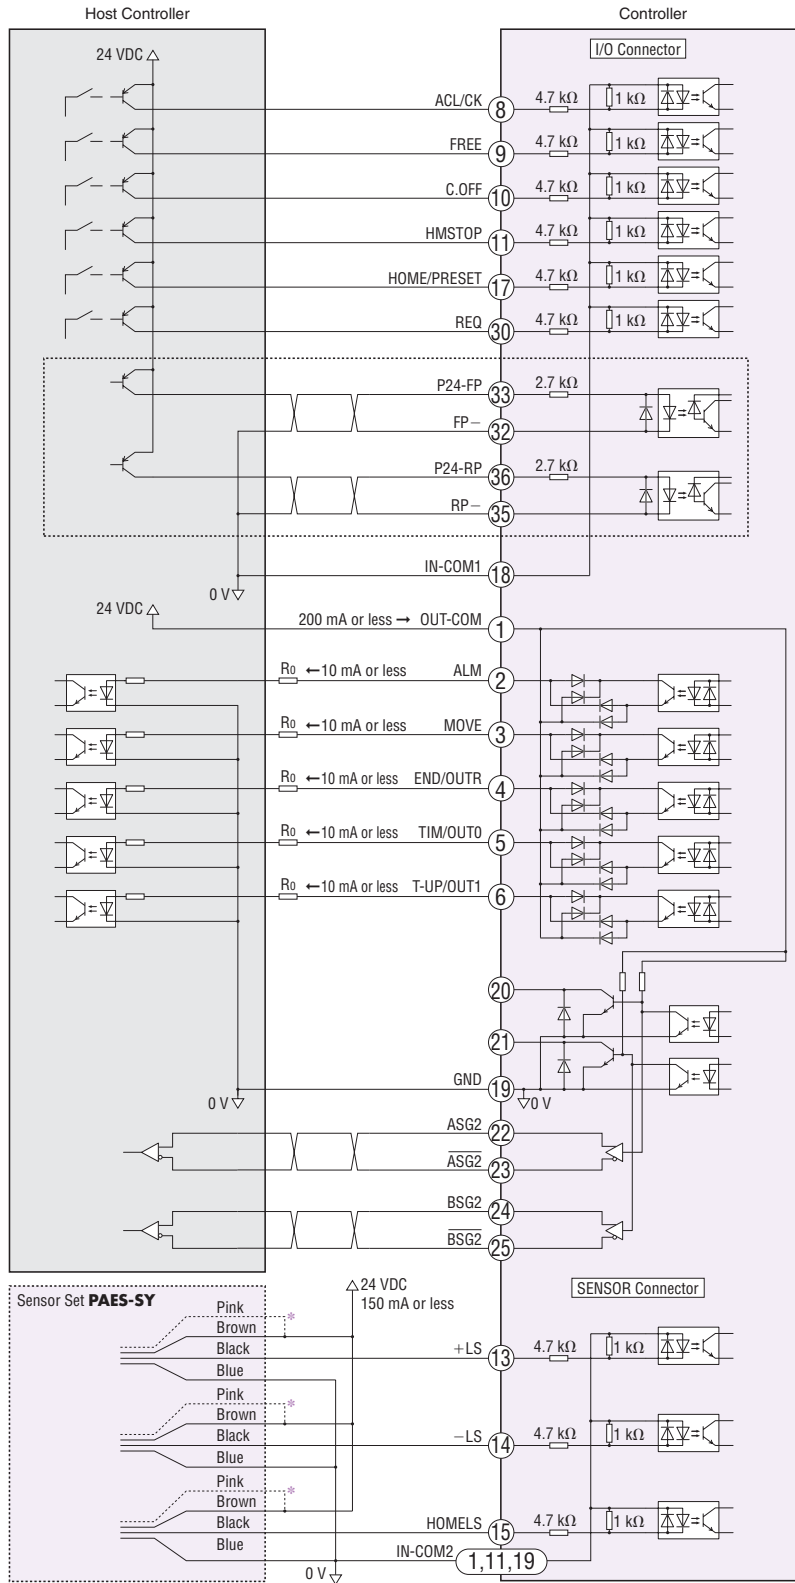 Host Controller
Controller
24 VDC
I/O Connector
ACL/CK
8
4.7 kΩ
1 kΩ
FREE
9
4.7 kΩ
1 kΩ
C.OFF
10
4.7 kΩ
1 kΩ
HMSTOP
11
4.7 kΩ
1 kΩ
HOME/PRESET
17
4.7 kΩ
1 kΩ
REQ
30
4.7 kΩ
1 kΩ
P24-FP
33
2.7 kΩ
FP−
32
P24-RP
36
2.7 kΩ
RP−
35
IN-COM1
18
0 V
24 VDC
200 mA or less → OUT-COM
1
R0 ←10 mA or less ALM
2
R0 ←10 mA or less MOVE
3
R0 ←10 mA or less END/OUTR
4
R0 ←10 mA or less TIM/OUT0
5
R0 ←10 mA or less T-UP/OUT1
6
20
21
GND
19
0 V
0 V
ASG2
22
A̅S̅G̅2̅
23
BSG2
24
B̅S̅G̅2̅
25
24 VDC
150 mA or less
SENSOR Connector
Sensor Set PAES-SY
Pink
*
Brown
Black
+LS
13
4.7 kΩ
1 kΩ
Blue
Pink
*
Brown
Black
−LS
14
4.7 kΩ
1 kΩ
Blue
Pink
*
Brown
Black
HOMELS
15
4.7 kΩ
1 kΩ
Blue
IN-COM2
1,11,19
0 V